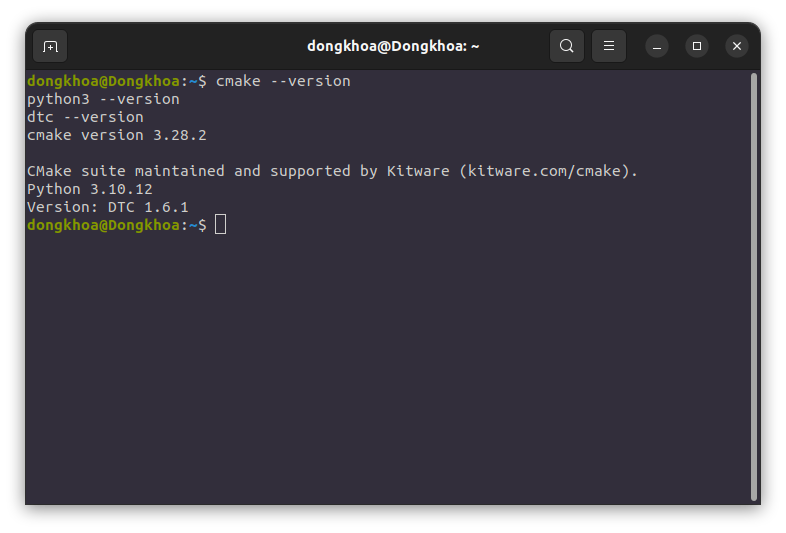 dongkhoa@Dongkhoa: ~
dongkhoa@Dongkhoa:~$ cmake --version
python3 --version
dtc --version
cmake version 3.28.2
CMake suite maintained and supported by Kitware (kitware.com/cmake).
Python 3.10.12
Version: DTC 1.6.1
dongkhoa@Dongkhoa:~$